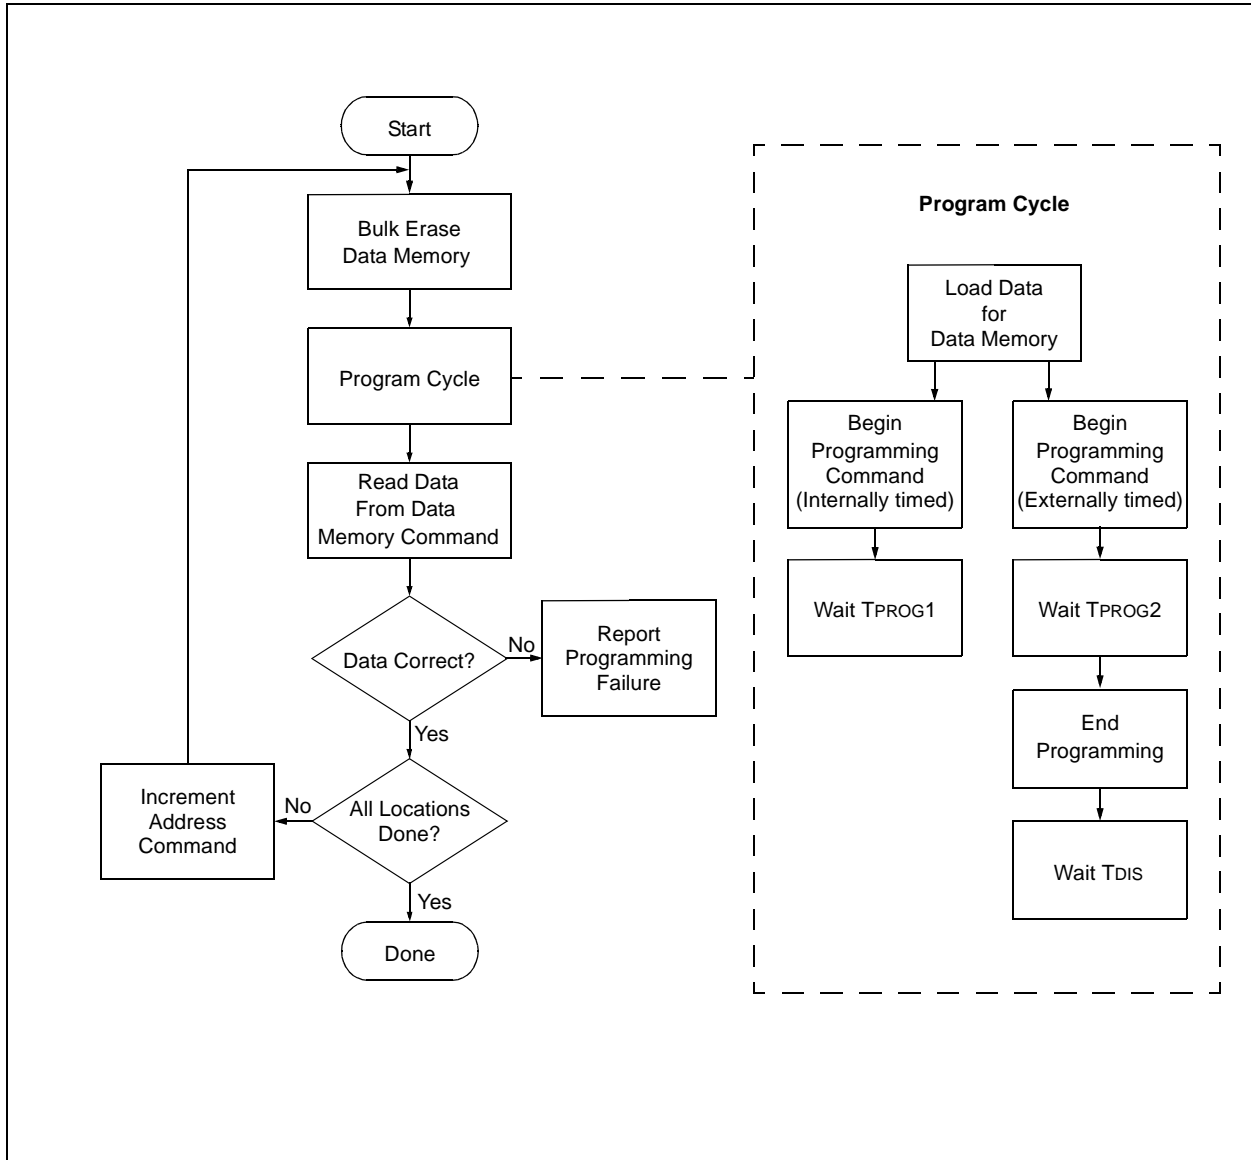 Start
Bulk Erase
Data Memory
Program Cycle
Read Data
From Data
Memory Command
Data Correct?
No
Report
Programming
Failure
Yes
All Locations
Done?
No
Increment
Address
Command
Yes
Done
Program Cycle
Load Data
for
Data Memory
Begin
Programming
Command
(Internally timed)
Wait TPROG1
Begin
Programming
Command
(Externally timed)
Wait TPROG2
End
Programming
Wait TDIS